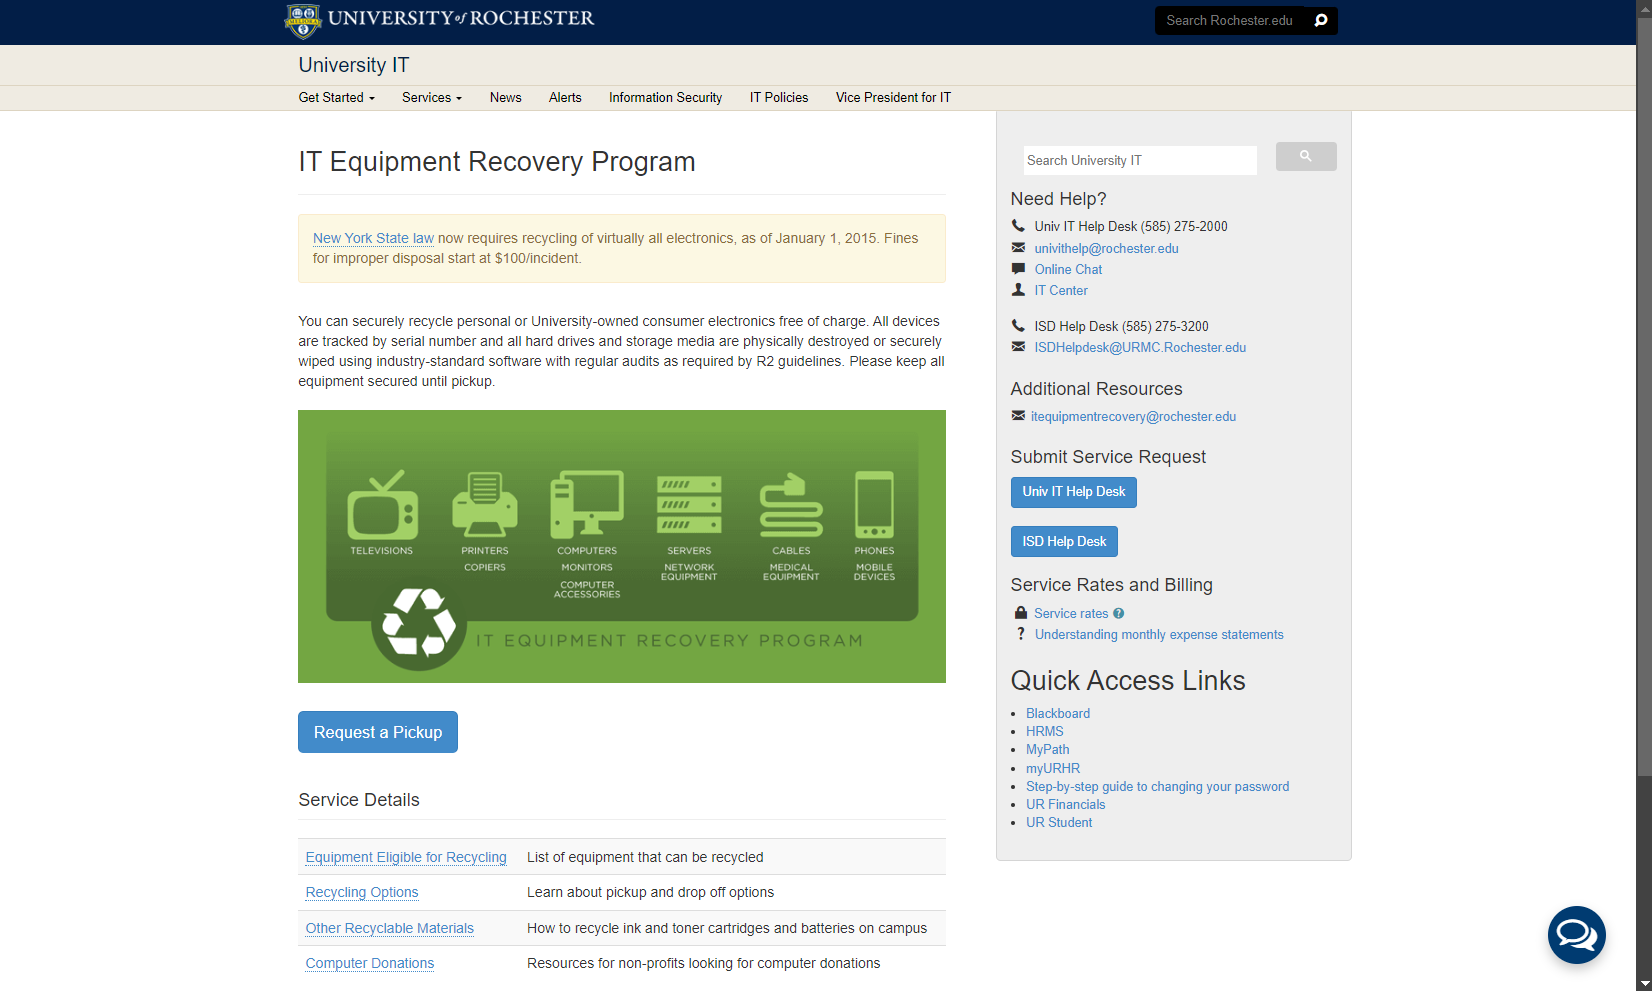 UNIVERSITY of ROCHESTER
Search Rochester.edu
University IT
Get Started
Services
News
Alerts
Information Security
IT Policies
Vice President for IT
IT Equipment Recovery Program
New York State law now requires recycling of virtually all electronics, as of January 1, 2015. Fines
for improper disposal start at $100/incident.
You can securely recycle personal or University-owned consumer electronics free of charge. All devices
are tracked by serial number and all hard drives and storage media are physically destroyed or securely
wiped using industry-standard software with regular audits as required by R2 guidelines. Please keep all
equipment secured until pickup.
TELEVISIONS
PRINTERS
COPIERS
COMPUTERS
MONITORS
COMPUTER
ACCESSORIES
SERVERS
NETWORK
EQUIPMENT
CABLES
MEDICAL
EQUIPMENT
PHONES
MOBILE
DEVICES
IT EQUIPMENT RECOVERY PROGRAM
Request a Pickup
Service Details
Equipment Eligible for Recycling List of equipment that can be recycled
Recycling Options Learn about pickup and drop off options
Other Recyclable Materials How to recycle ink and toner cartridges and batteries on campus
Computer Donations Resources for non-profits looking for computer donations
Search University IT
Need Help?
Univ IT Help Desk (585) 275-2000
univithelp@rochester.edu
Online Chat
IT Center
ISD Help Desk (585) 275-3200
ISDHelpdesk@URMC.Rochester.edu
Additional Resources
itequipmentrecovery@rochester.edu
Submit Service Request
Univ IT Help Desk
ISD Help Desk
Service Rates and Billing
Service rates ?
? Understanding monthly expense statements
Quick Access Links
• Blackboard
• HRMS
• MyPath
• myURHR
• Step-by-step guide to changing your password
• UR Financials
• UR Student